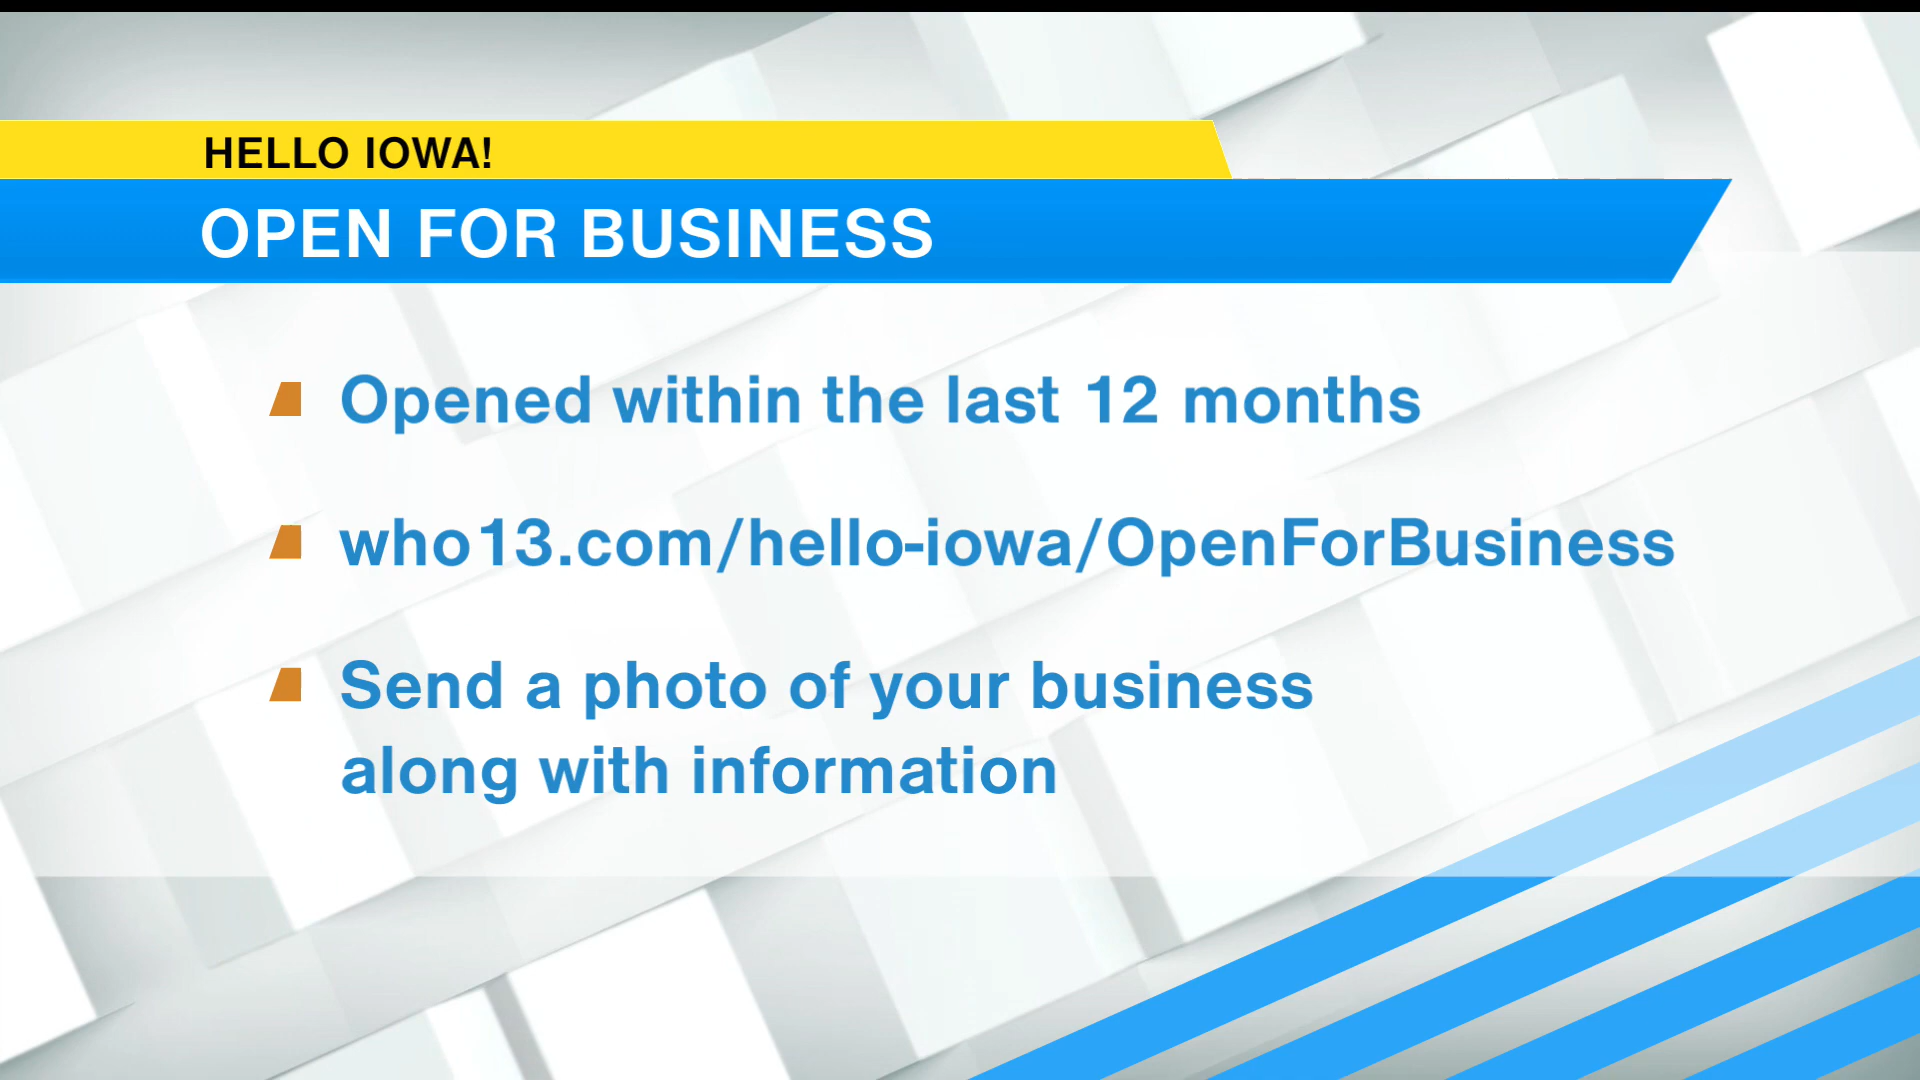 HELLO IOWA!
OPEN FOR BUSINESS
Opened within the last 12 months
who13.com/hello-iowa/OpenForBusiness
Send a photo of your business
along with information